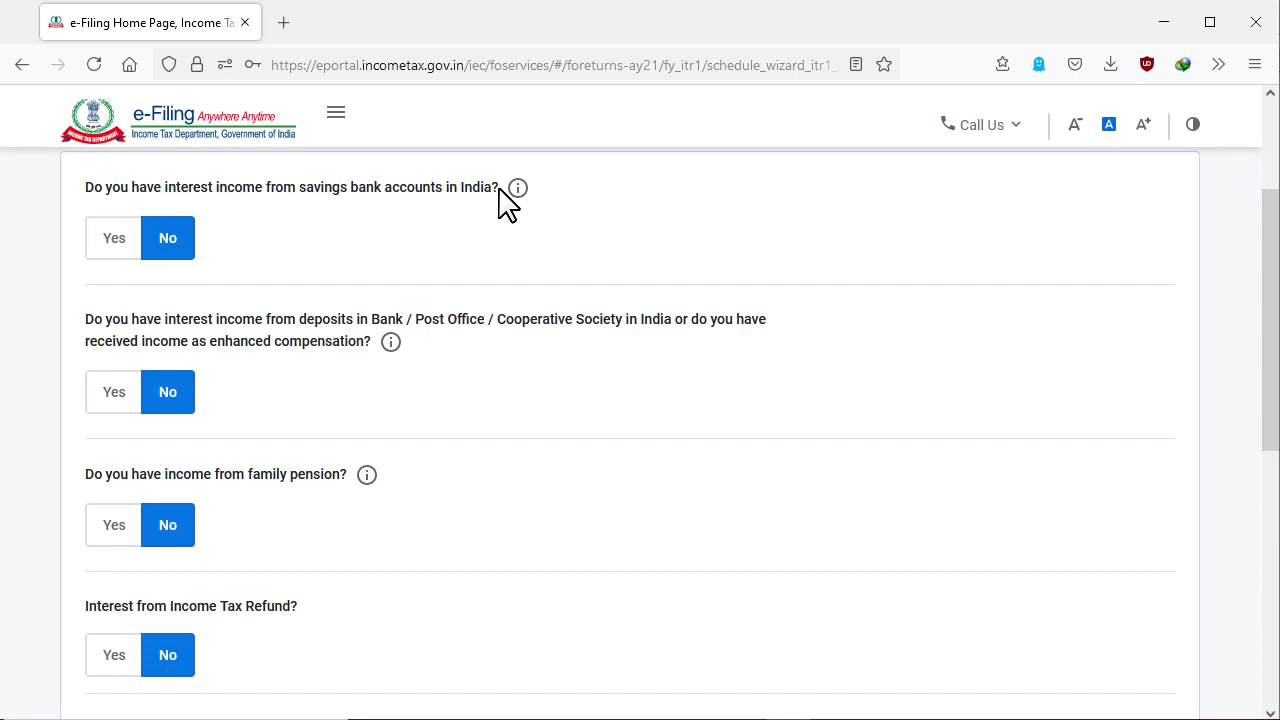 e-Filing Home Page, Income Ta
https://eportal.incometax.gov.in/iec/foservices/#/foreturns-ay21/fy_itr1/schedule_wizard_itr1_
e-Filing Anywhere Anytime
Income Tax Department, Government of India
Call Us
A-
A
A+
Do you have interest income from savings bank accounts in India?
Yes
No
Do you have interest income from deposits in Bank / Post Office / Cooperative Society in India or do you have
received income as enhanced compensation?
Yes
No
Do you have income from family pension?
Yes
No
Interest from Income Tax Refund?
Yes
No